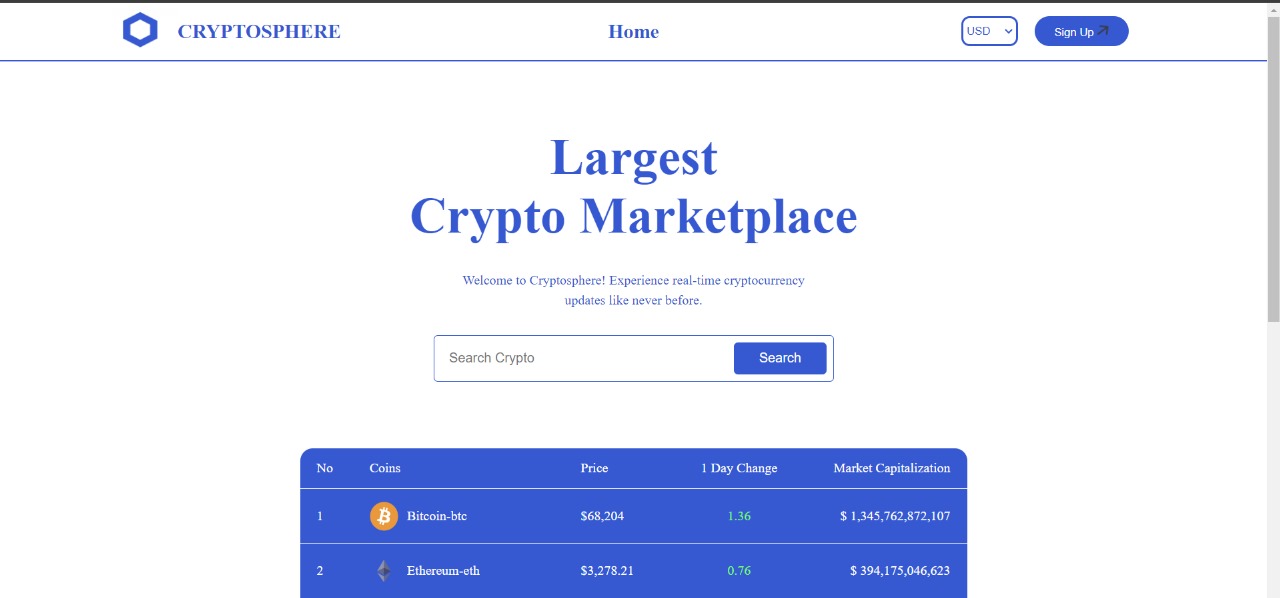 CRYPTOSPHERE Home USD Sign Up
Largest
Crypto Marketplace
Welcome to Cryptosphere! Experience real-time cryptocurrency
updates like never before.
Search Crypto Search
No Coins Price 1 Day Change Market Capitalization
1 Bitcoin-btc $68,204 1.36 $ 1,345,762,872,107
2 Ethereum-eth $3,278.21 0.76 $ 394,175,046,623